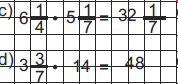 c) 6 1/4 · 5 1/7 = 32 1/7
d) 3 3/7 · 14 = 48